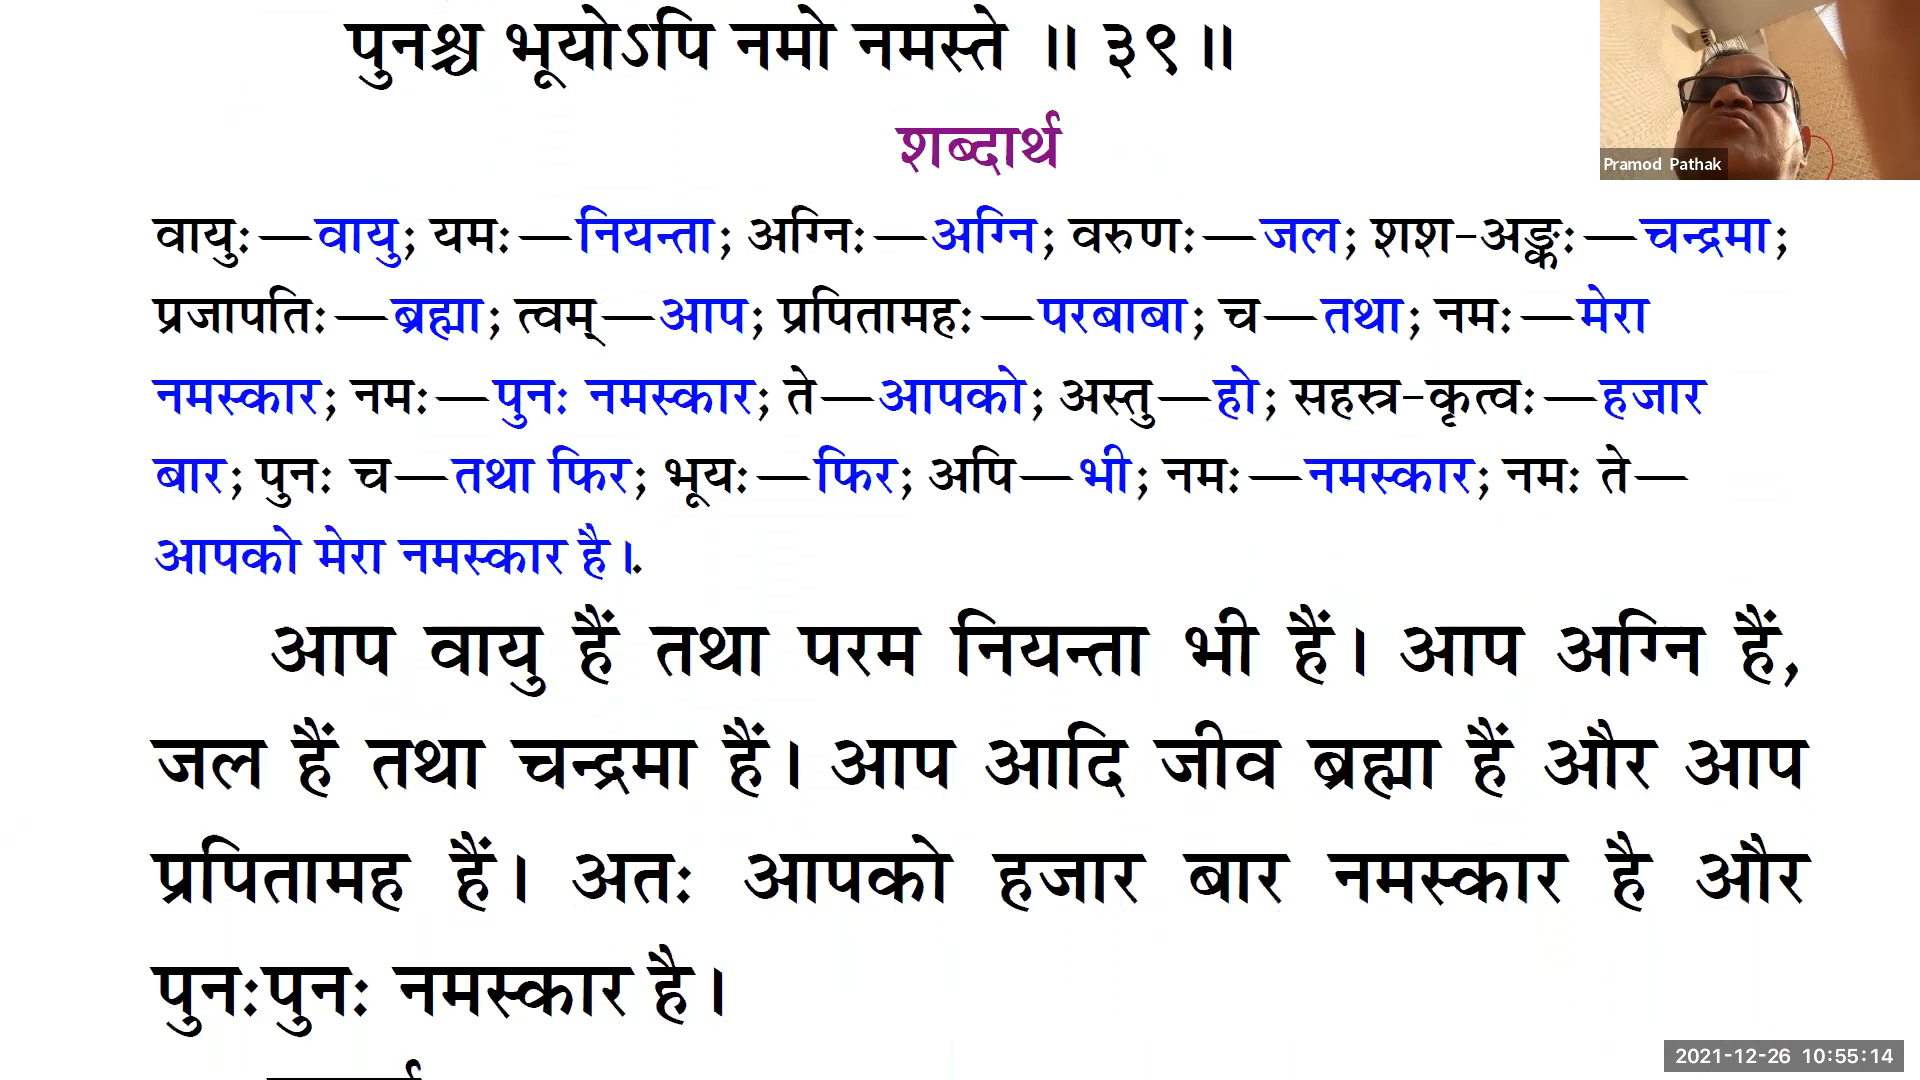 पुनश्च भूयोऽपि नमो नमस्ते ॥ ३९॥
शब्दार्थ
वायुः—वायु; यमः—नियन्ता; अग्निः—अग्नि; वरुणः—जल; शश-अङ्कः—चन्द्रमा;
प्रजापतिः—ब्रह्मा; त्वम्—आप; प्रपितामहः—परबाबा; च—तथा; नमः—मेरा
नमस्कार; नमः—पुनः नमस्कार; ते—आपको; अस्तु—हो; सहस्त्र-कृत्वः—हजार
बार; पुनः च—तथा फिर; भूयः—फिर; अपि—भी; नमः—नमस्कार; नमः ते—
आपको मेरा नमस्कार है।.
आप वायु हैं तथा परम नियन्ता भी हैं। आप अग्नि हैं,
जल हैं तथा चन्द्रमा हैं। आप आदि जीव ब्रह्मा हैं और आप
प्रपितामह हैं। अतः आपको हजार बार नमस्कार है और
पुनःपुनः नमस्कार है।
Pramod Pathak
2021-12-26 10:55:14